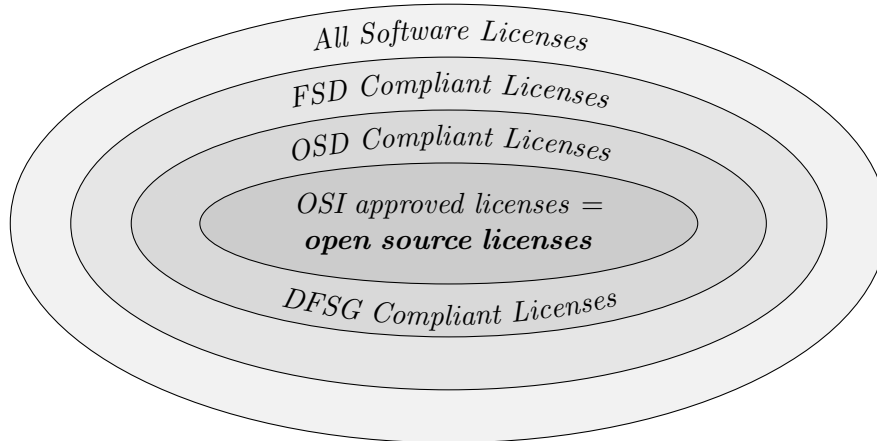 All Software Licenses
FSD Compliant Licenses
OSD Compliant Licenses
OSI approved licenses =
open source licenses
DFSG Compliant Licenses